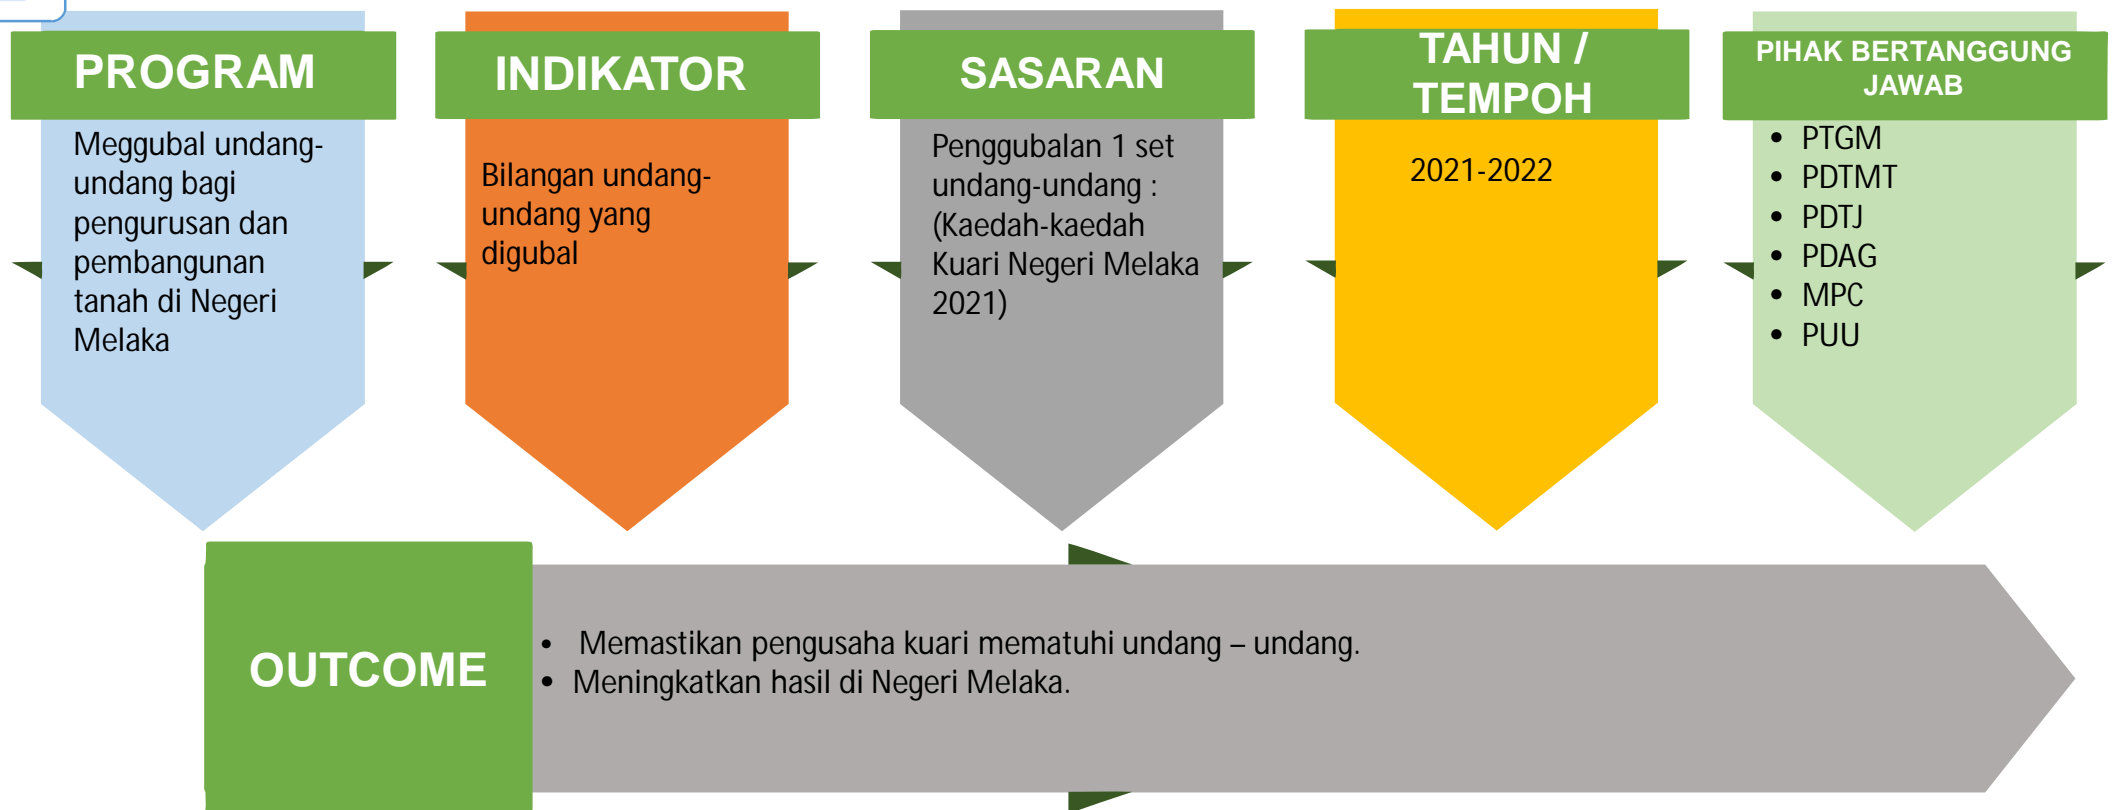 PROGRAM
Meggubal undang-
undang bagi
pengurusan dan
pembangunan
tanah di Negeri
Melaka
INDIKATOR
Bilangan undang-
undang yang
digubal
SASARAN
Penggubalan 1 set
undang-undang :
(Kaedah-kaedah
Kuari Negeri Melaka
2021)
TAHUN /
TEMPOH
2021-2022
PIHAK BERTANGGUNG
JAWAB
• PTGM
• PDTMT
• PDTJ
• PDAG
• MPC
• PUU
OUTCOME
• Memastikan pengusaha kuari mematuhi undang – undang.
• Meningkatkan hasil di Negeri Melaka.